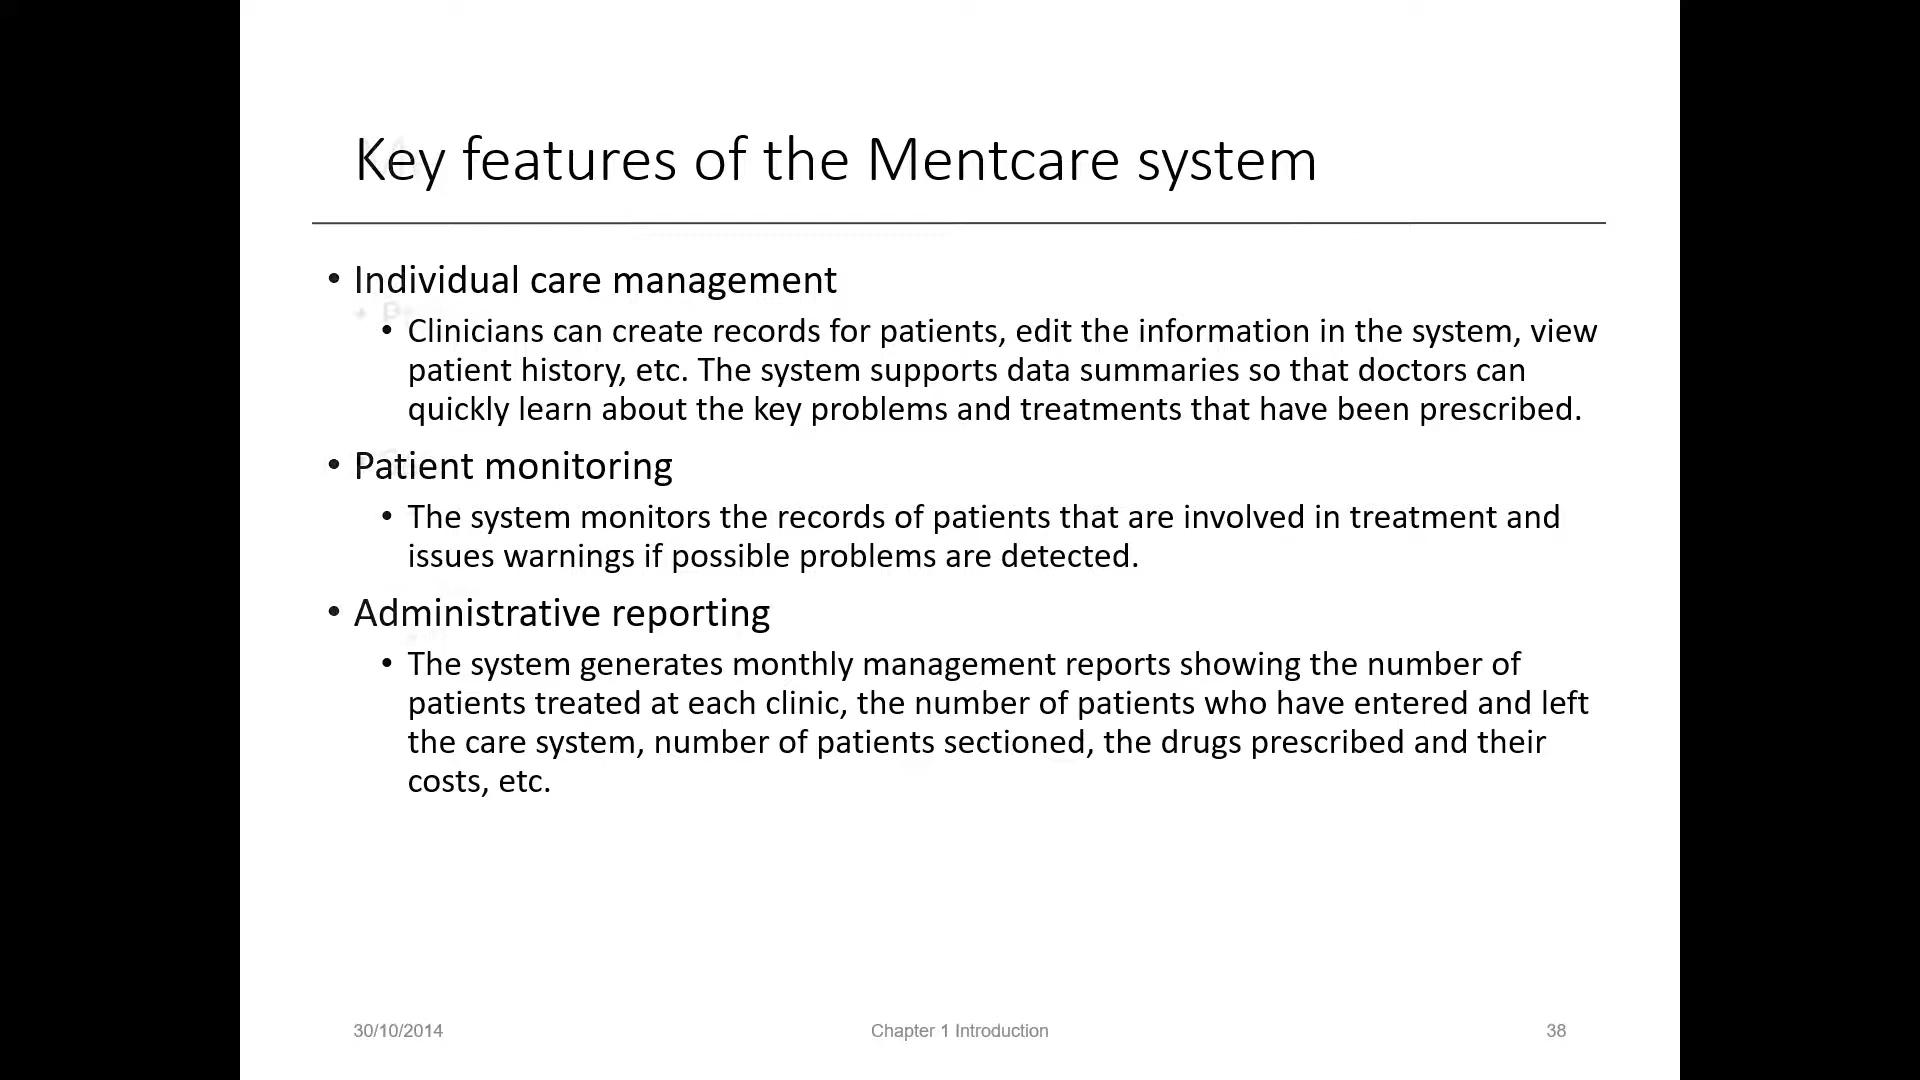 Key features of the Mentcare system
• Individual care management
• Clinicians can create records for patients, edit the information in the system, view
patient history, etc. The system supports data summaries so that doctors can
quickly learn about the key problems and treatments that have been prescribed.
• Patient monitoring
• The system monitors the records of patients that are involved in treatment and
issues warnings if possible problems are detected.
• Administrative reporting
• The system generates monthly management reports showing the number of
patients treated at each clinic, the number of patients who have entered and left
the care system, number of patients sectioned, the drugs prescribed and their
costs, etc.
30/10/2014
Chapter 1 Introduction
38